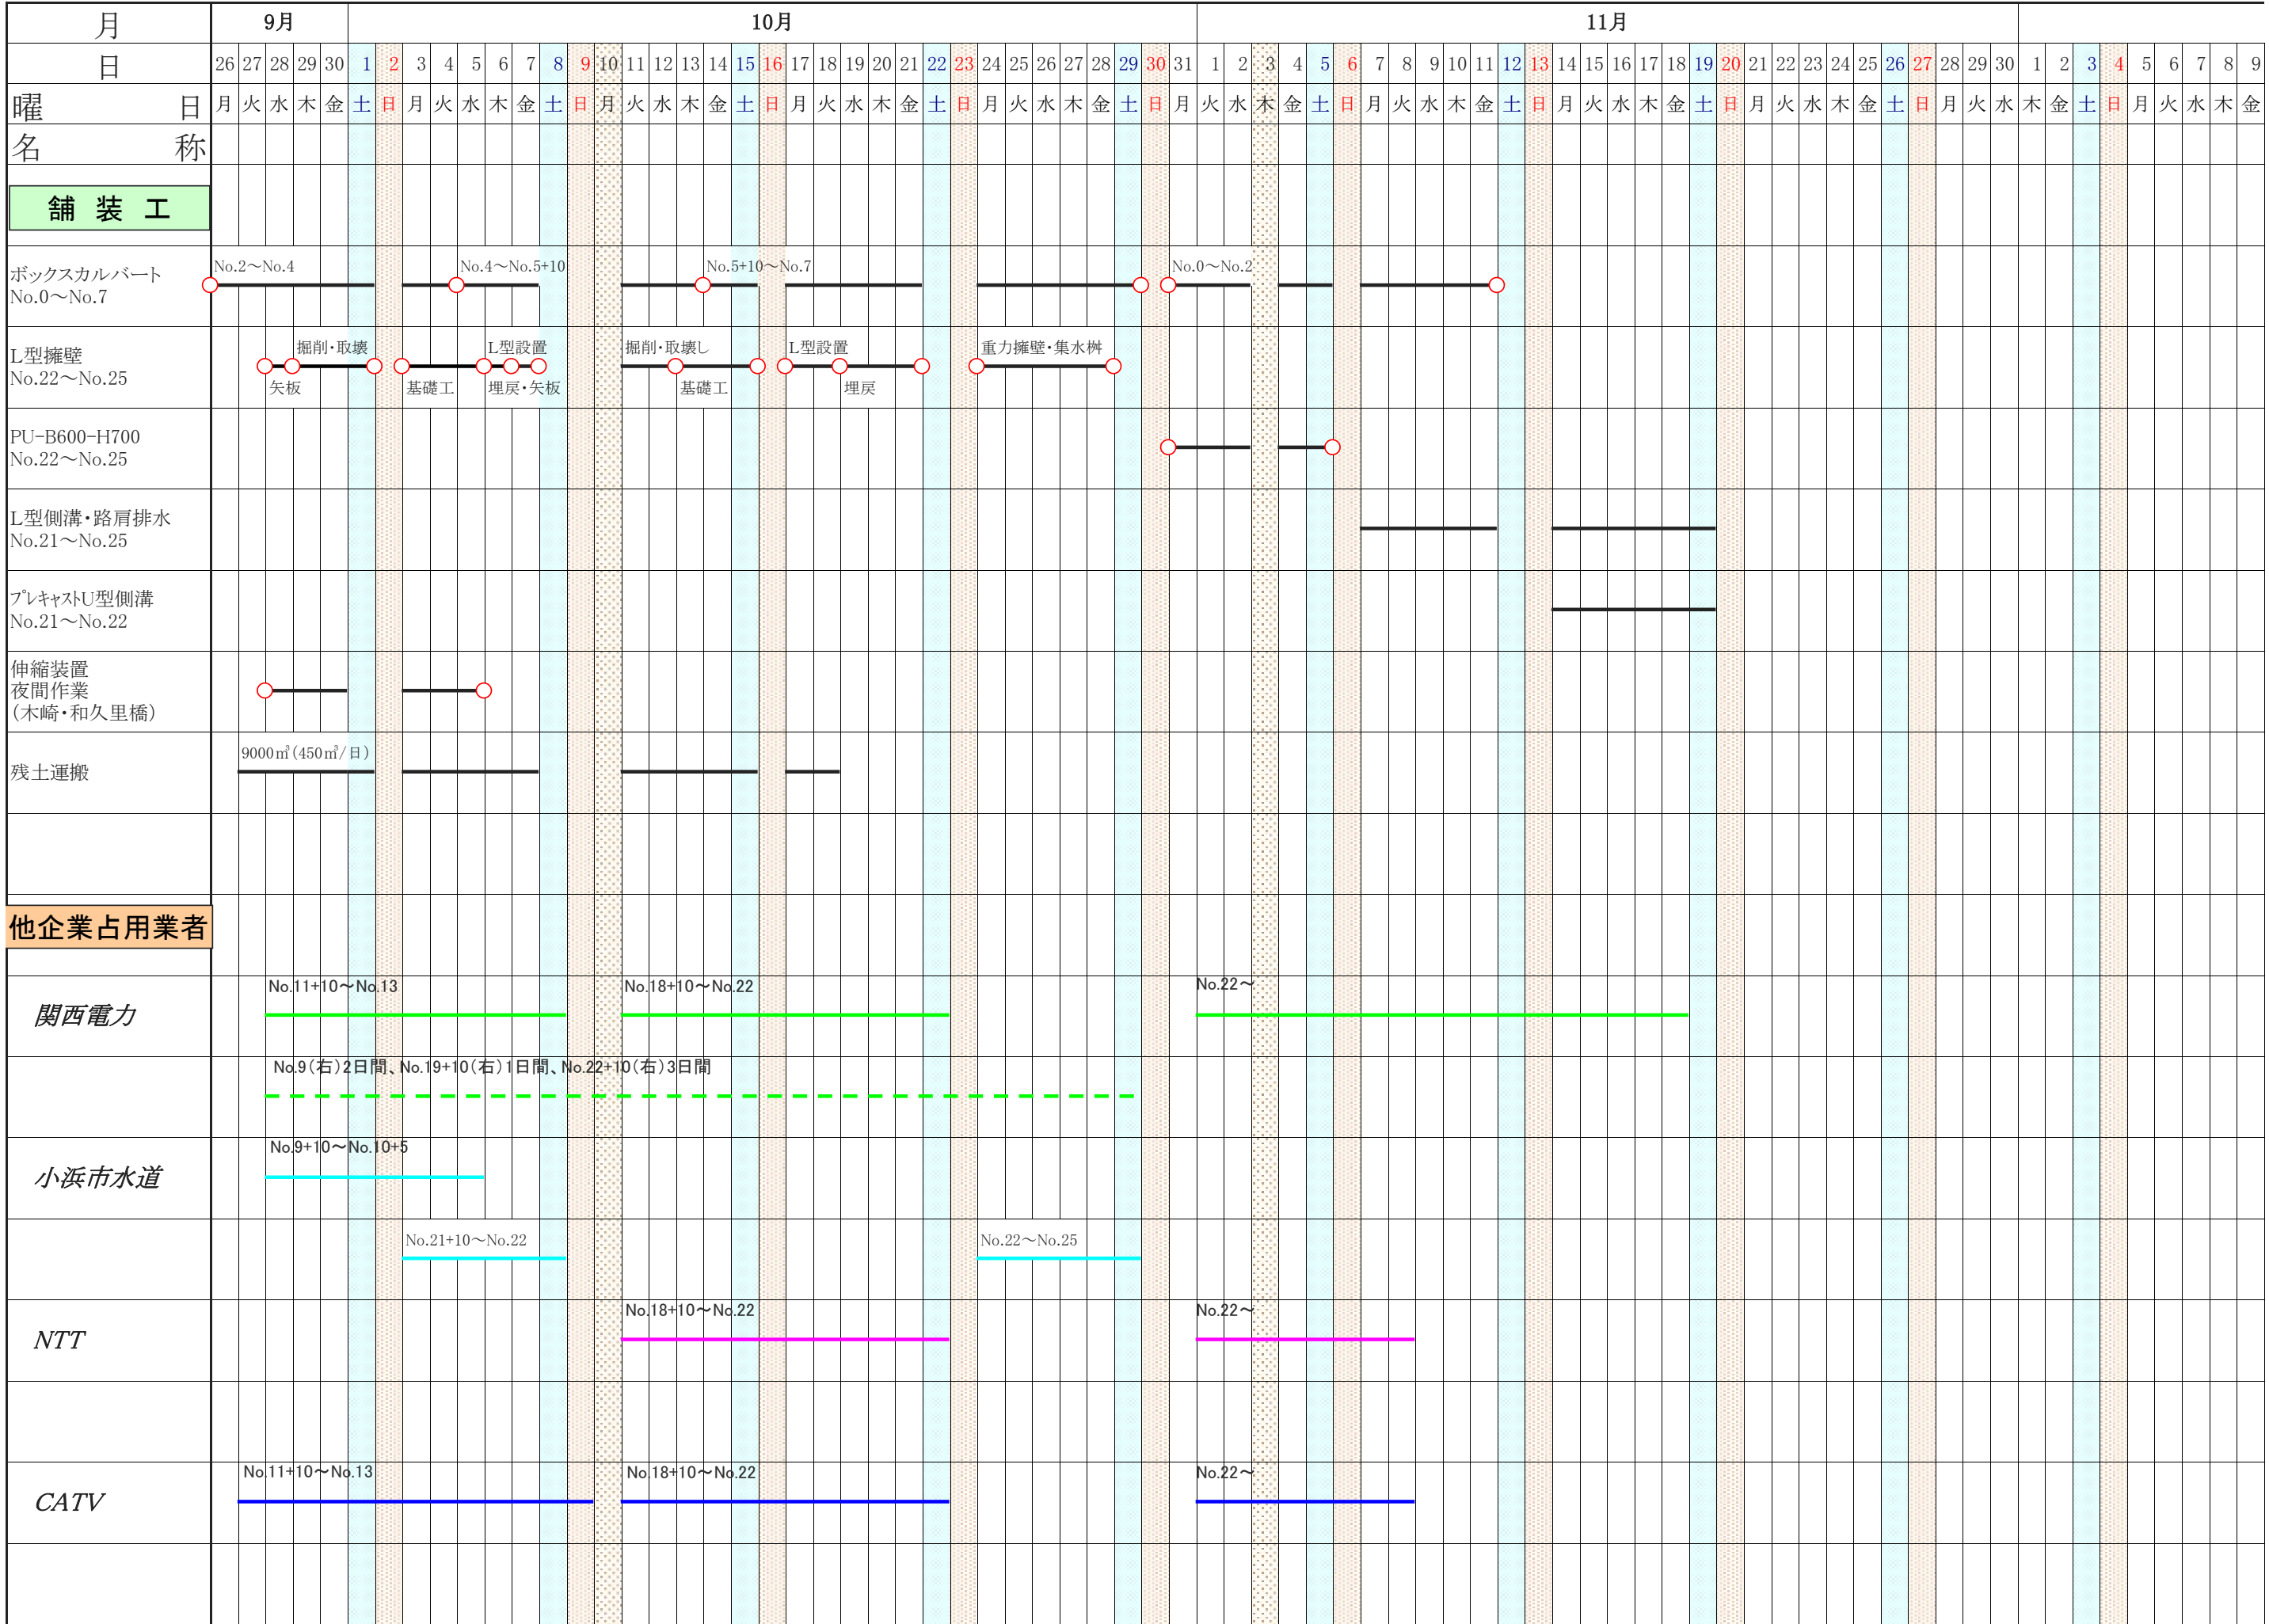 月 9月 10月 11月
日 26 27 28 29 30 1 2 3 4 5 6 7 8 9 10 11 12 13 14 15 16 17 18 19 20 21 22 23 24 25 26 27 28 29 30 31 1 2 3 4 5 6 7 8 9 10 11 12 13 14 15 16 17 18 19 20 21 22 23 24 25 26 27 28 29 30 1 2 3 4 5 6 7 8 9
曜日 月 火 水 木 金 土 日 月 火 水 木 金 土 日 月 火 水 木 金 土 日 月 火 水 木 金 土 日 月 火 水 木 金 土 日 月 火 水 木 金 土 日 月 火 水 木 金 土 日 月 火 水 木 金 土 日 月 火 水 木 金 土 日 月 火 水 木 金 土 日 月 火 水 木 金
名称
舗装工
ボックスカルバート
No.0～No.7
No.2～No.4 No.4～No.5+10 No.5+10～No.7 No.0～No.2
L型擁壁
No.22～No.25
掘削・取壊 L型設置 掘削・取壊し L型設置 重力擁壁・集水桝
矢板 基礎工 埋戻・矢板 基礎工 埋戻
PU-B600-H700
No.22～No.25
L型側溝・路肩排水
No.21～No.25
プレキャストU型側溝
No.21～No.22
伸縮装置
夜間作業
（木崎・和久里橋）
残土運搬
9000㎥（450㎥/日）
他企業占用業者
関西電力
No.11+10～No.13 No.18+10～No.22 No.22～
No.9（右）2日間、No.19+10（右）1日間、No.22+10（右）3日間
小浜市水道
No.9+10～No.10+5
No.21+10～No.22 No.22～No.25
NTT
No.18+10～No.22 No.22～
CATV
No.11+10～No.13 No.18+10～No.22 No.22～